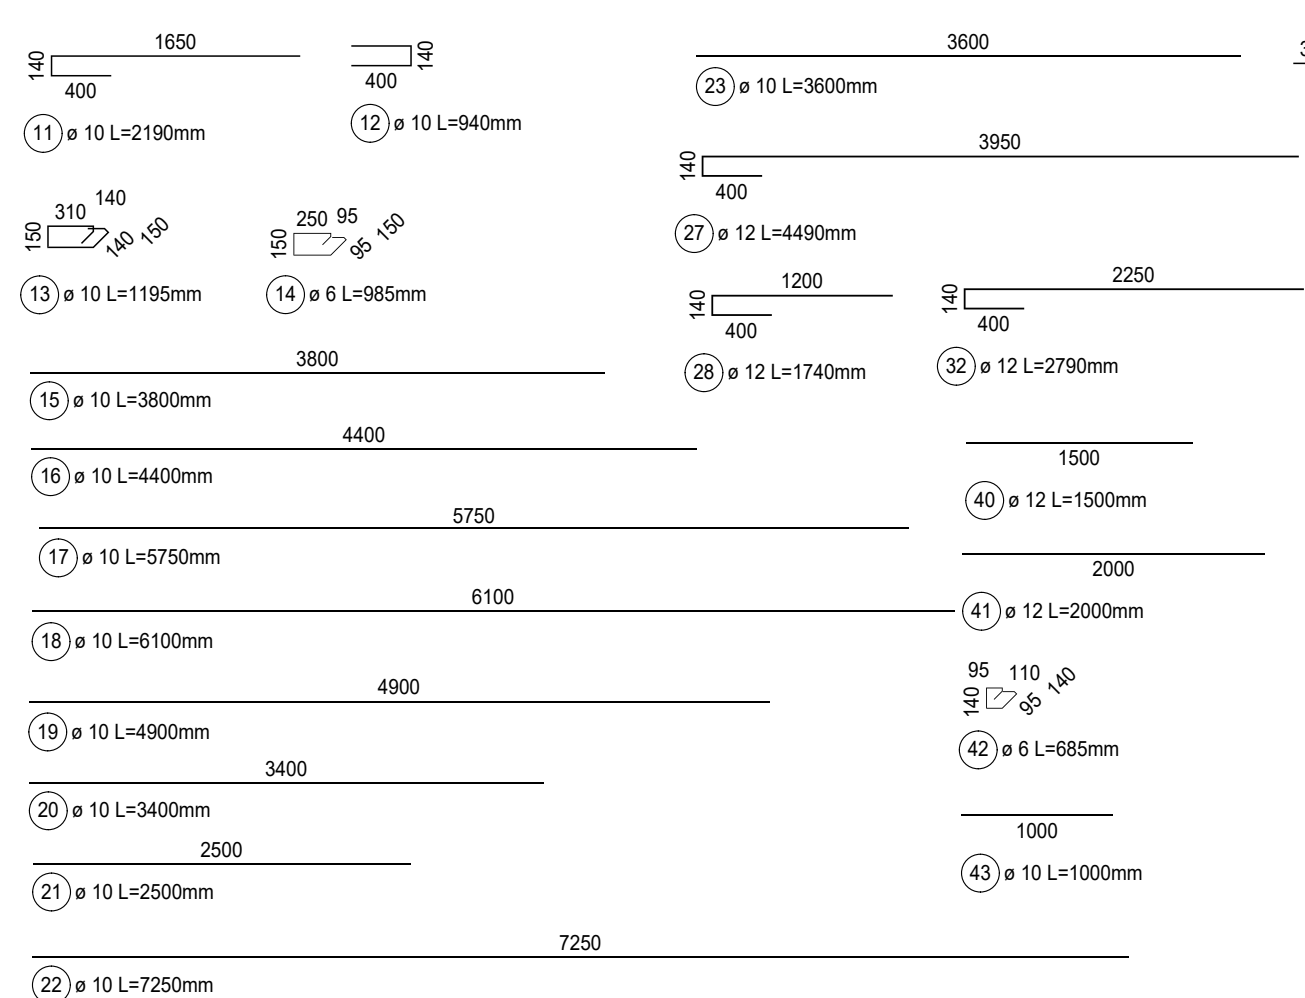 1650
140
400
11 ø 10 L=2190mm
140
400
12 ø 10 L=940mm
3600
23 ø 10 L=3600mm
3950
140
400
27 ø 12 L=4490mm
140
310
150
140
150
13 ø 10 L=1195mm
250
95
150
95
150
14 ø 6 L=985mm
1200
140
400
28 ø 12 L=1740mm
2250
140
400
32 ø 12 L=2790mm
3800
15 ø 10 L=3800mm
4400
16 ø 10 L=4400mm
1500
40 ø 12 L=1500mm
5750
17 ø 10 L=5750mm
2000
41 ø 12 L=2000mm
6100
18 ø 10 L=6100mm
95
110
140
95
140
42 ø 6 L=685mm
4900
19 ø 10 L=4900mm
3400
20 ø 10 L=3400mm
1000
43 ø 10 L=1000mm
2500
21 ø 10 L=2500mm
7250
22 ø 10 L=7250mm